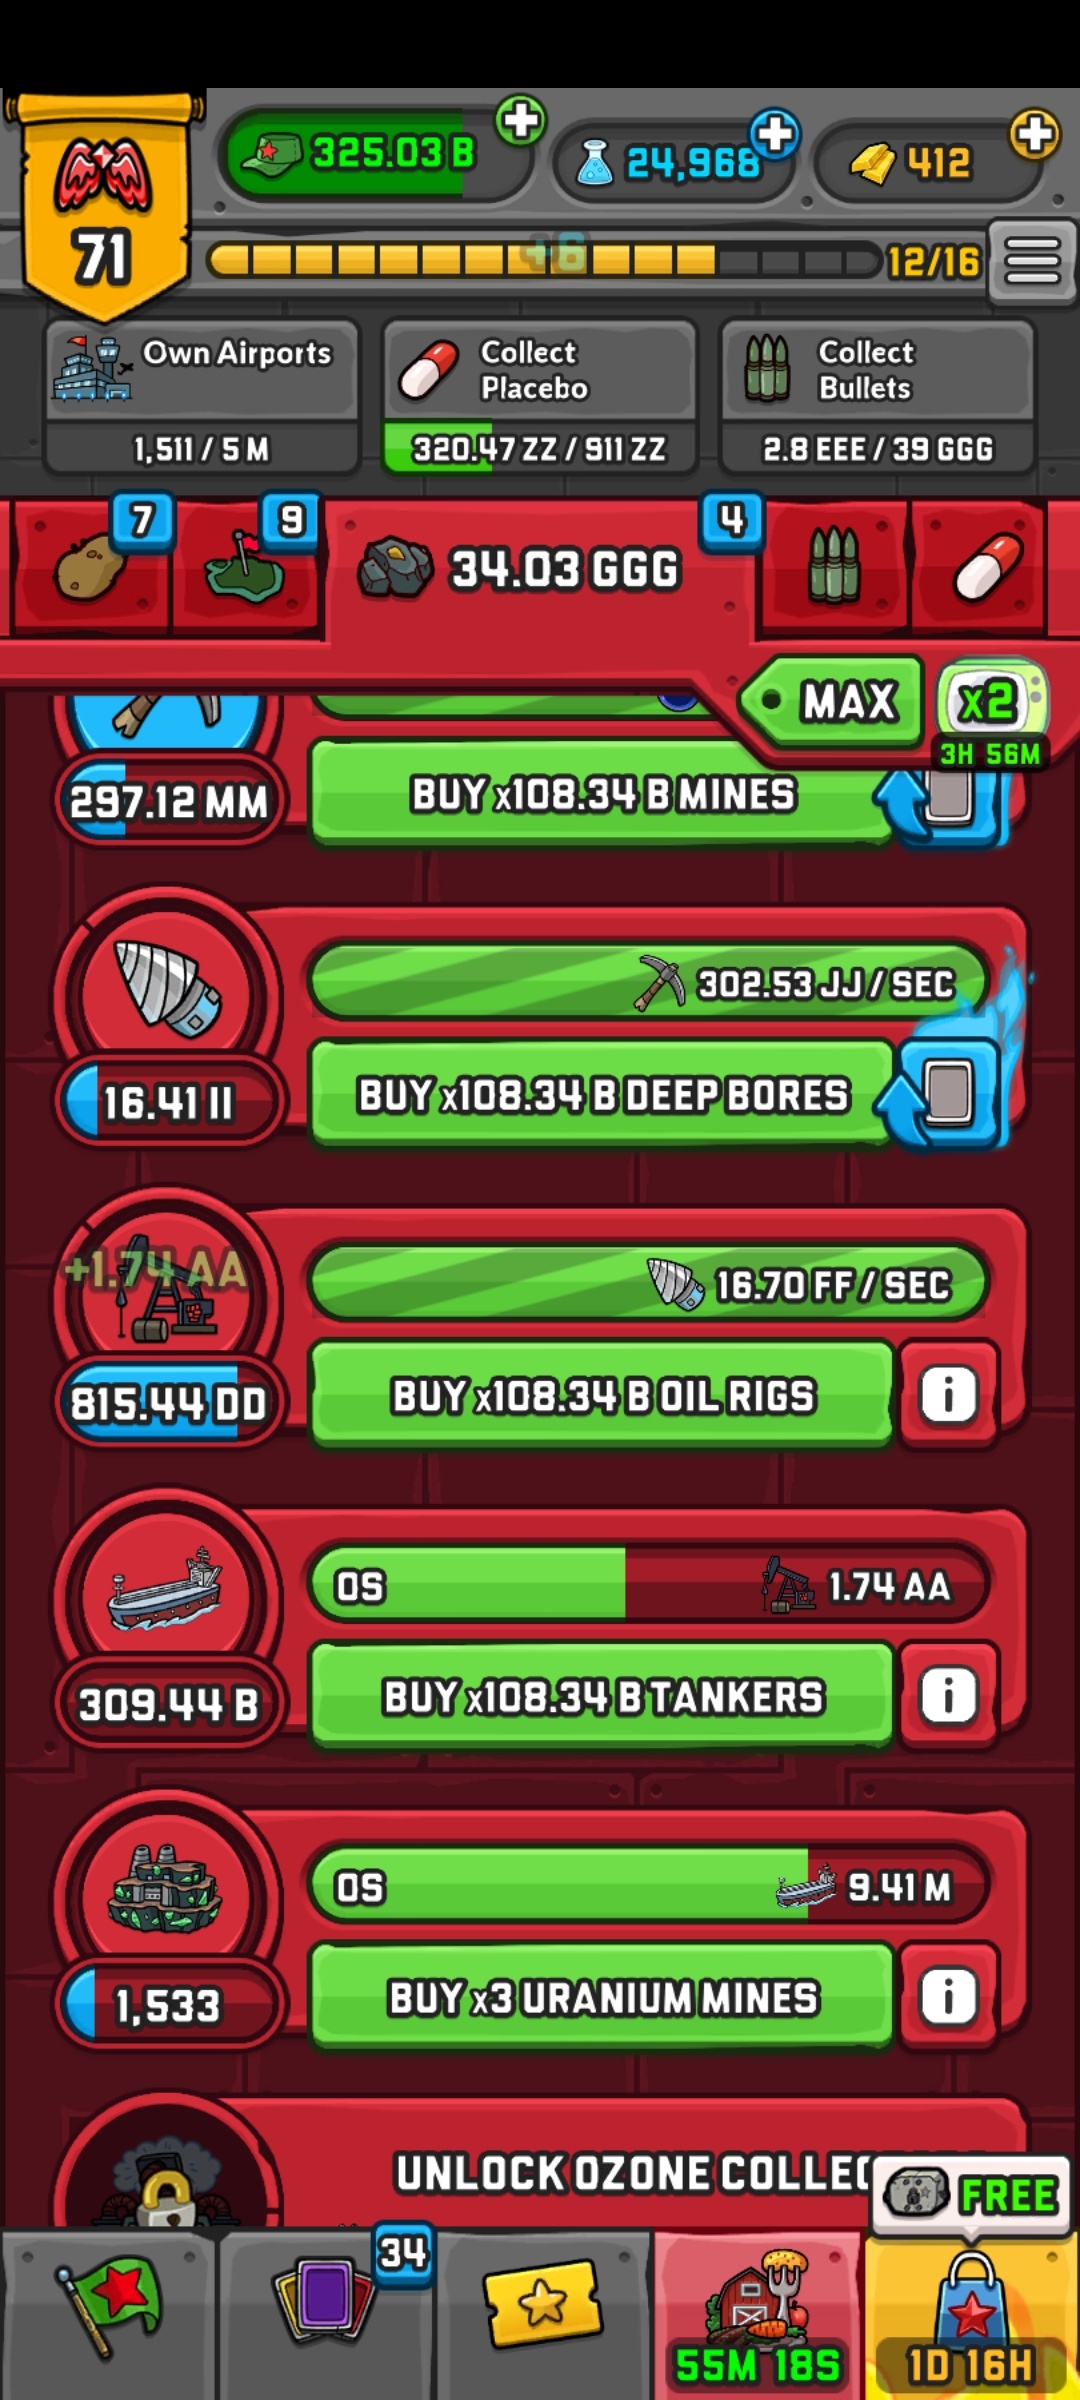 325.03 B
24,968
412
71
+6
12/16
Own Airports
1,511 / 5 M
Collect
Placebo
320.47 ZZ / 911 ZZ
Collect
Bullets
2.8 EEE / 39 GGG
7
9
34.03 GGG
4
MAX
x2
3H 56M
297.12 MM
BUY x108.34 B MINES
302.53 JJ / SEC
16.41 II
BUY x108.34 B DEEP BORES
+1.74 AA
16.70 FF / SEC
815.44 DD
BUY x108.34 B OIL RIGS
i
0S
1.74 AA
309.44 B
BUY x108.34 B TANKERS
i
0S
9.41 M
1,533
BUY x3 URANIUM MINES
i
UNLOCK OZONE COLLEC
FREE
34
55M 18S
1D 16H